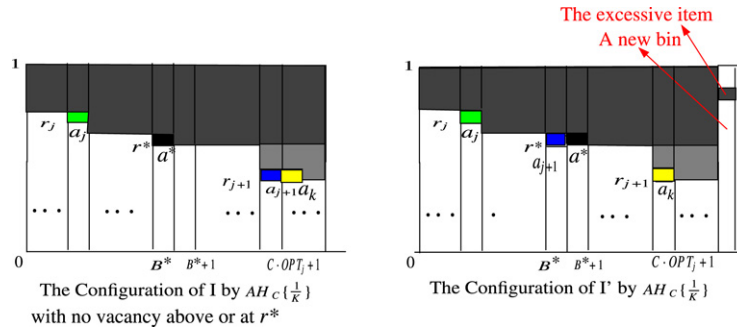 The excessive item
A new bin
1
r_j a_j r* a* r_{j+1} a_{j+1} a_k
... ... ...
0 B* B*+1 C·OPT_j+1
The Configuration of I by AH_C{1/K}
with no vacancy above or at r*
1
r_j a_j r* a* a_{j+1} r_{j+1} a_k
... . ... ...
0 B* B*+1 C·OPT_j+1
The Configuration of I' by AH_C{1/K}